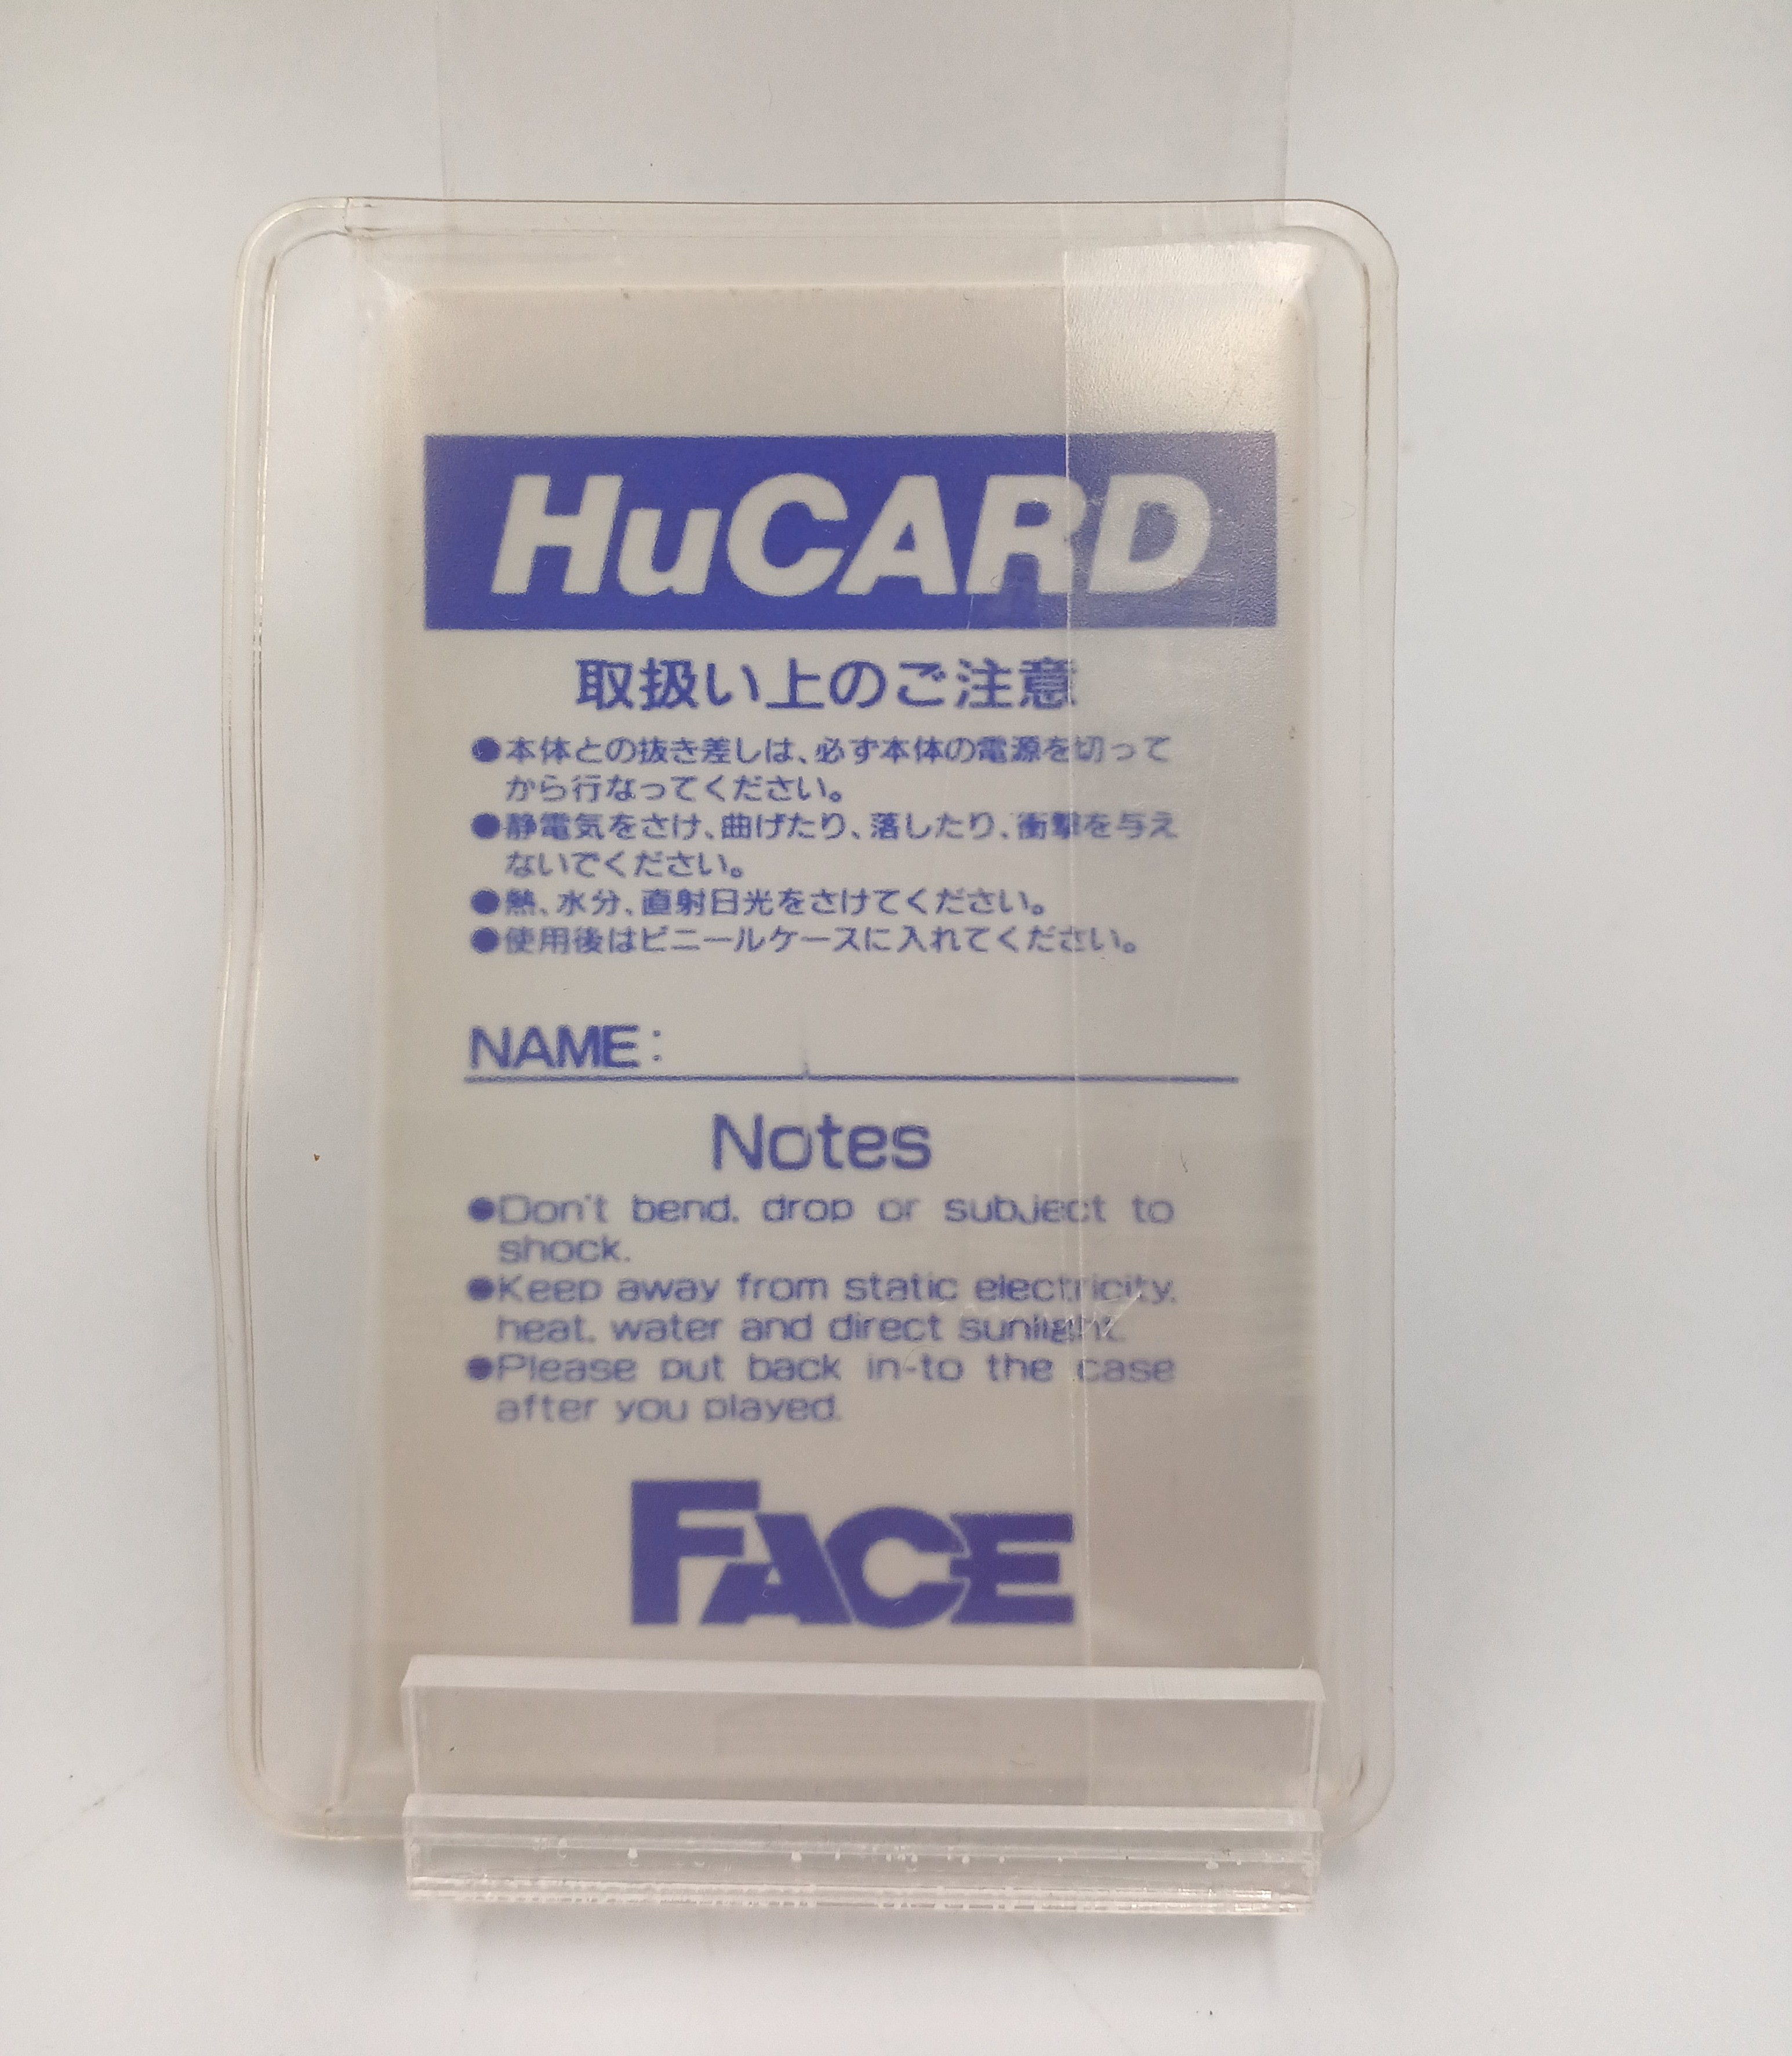 HuCARD
取扱い上のご注意
●本体との抜き差しは、必ず本体の電源を切って
から行なってください。
●静電気をさけ、曲げたり、落したり、衝撃を与え
ないでください。
●熱、水分、直射日光をさけてください。
●使用後はビニールケースに入れてください。
NAME:
Notes
●Don't bend, drop or subject to
shock.
●Keep away from static electricity,
heat, water and direct sunlight.
●Please put back in-to the case
after you played.
FACE